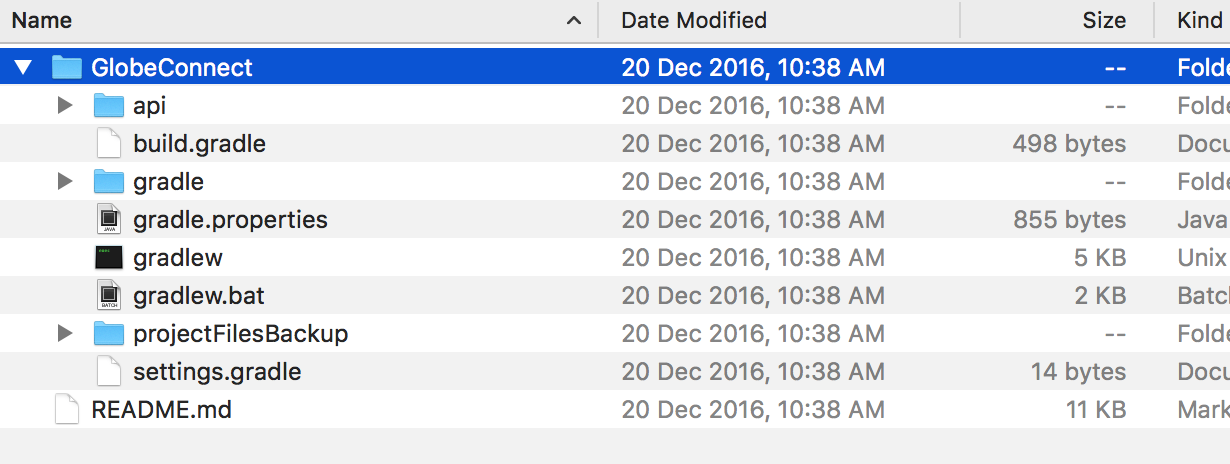 Name Date Modified Size Kind
GlobeConnect 20 Dec 2016, 10:38 AM -- Folde
api 20 Dec 2016, 10:38 AM -- Folde
build.gradle 20 Dec 2016, 10:38 AM 498 bytes Docu
gradle 20 Dec 2016, 10:38 AM -- Folde
gradle.properties 20 Dec 2016, 10:38 AM 855 bytes Java
gradlew 20 Dec 2016, 10:38 AM 5 KB Unix
gradlew.bat 20 Dec 2016, 10:38 AM 2 KB Batc
projectFilesBackup 20 Dec 2016, 10:38 AM -- Folde
settings.gradle 20 Dec 2016, 10:38 AM 14 bytes Docu
README.md 20 Dec 2016, 10:38 AM 11 KB Mark